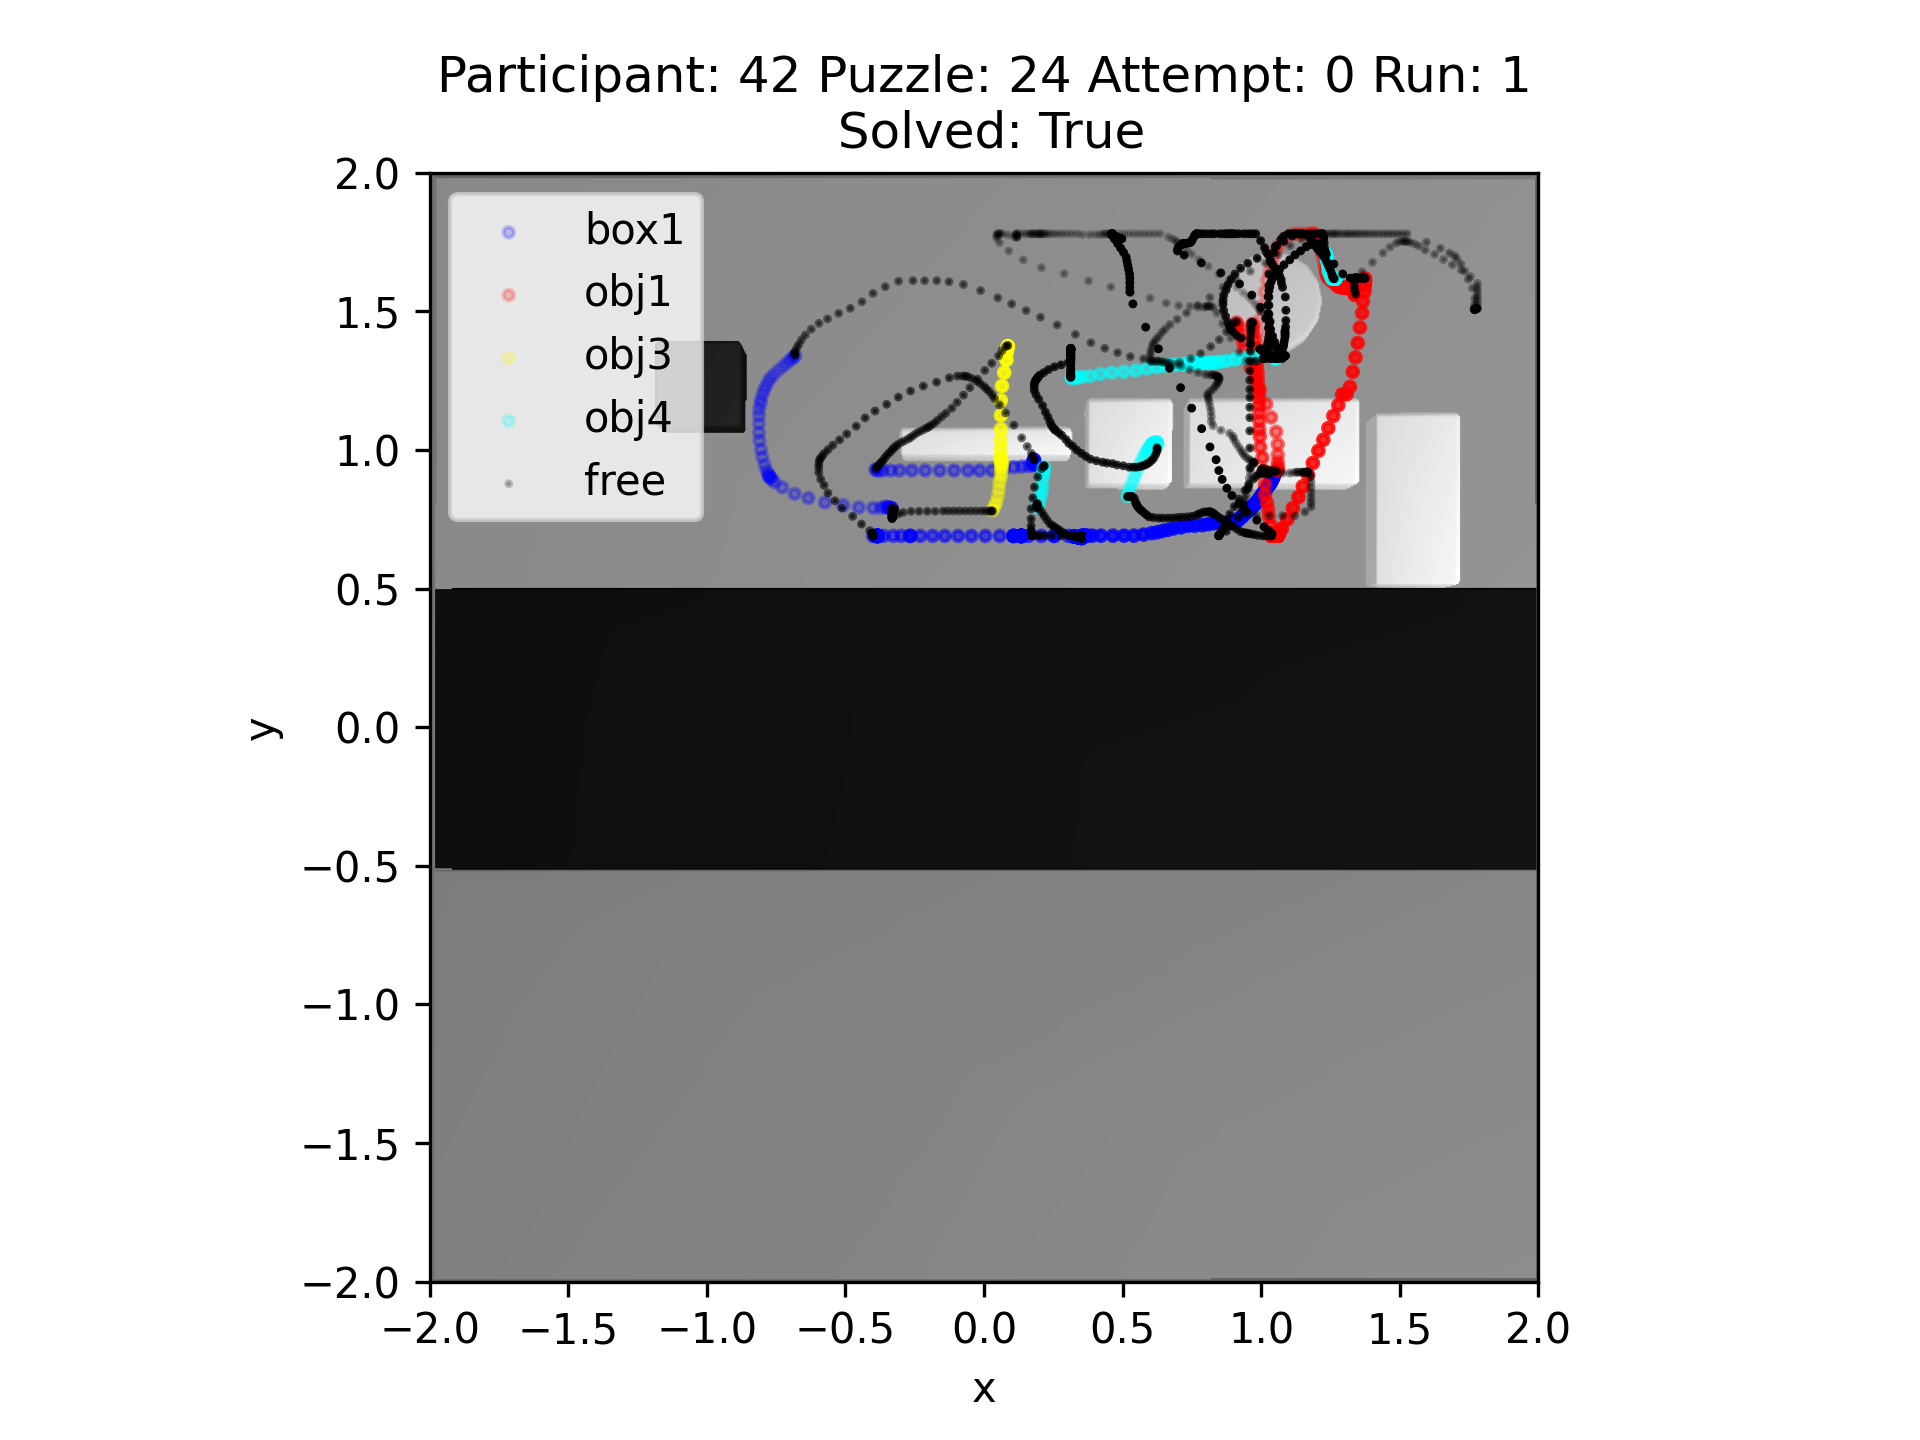 Participant: 42 Puzzle: 24 Attempt: 0 Run: 1
Solved: True
box1
obj1
obj3
obj4
free
2.0
1.5
1.0
0.5
0.0
−0.5
−1.0
−1.5
−2.0
y
−2.0 −1.5 −1.0 −0.5 0.0 0.5 1.0 1.5 2.0
x